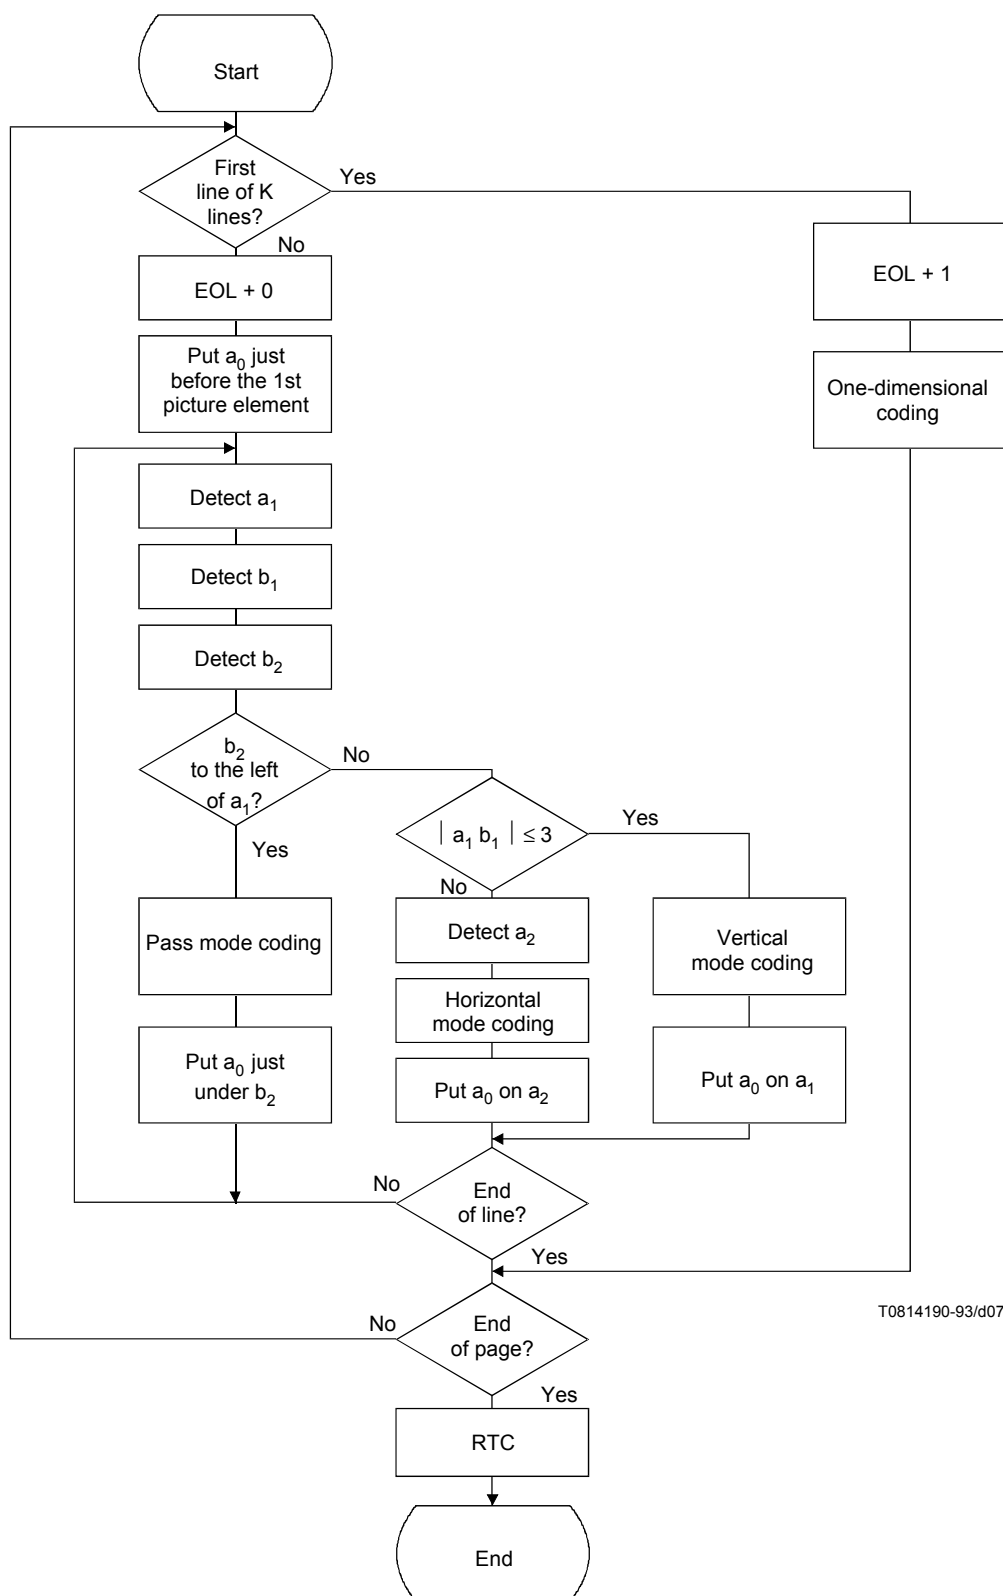 Start
First
line of K
lines?
Yes
No
EOL + 0
EOL + 1
Put a₀ just
before the 1st
picture element
One-dimensional
coding
Detect a₁
Detect b₁
Detect b₂
b₂
to the left
of a₁?
No
Yes
| a₁ b₁ | ≤ 3
Yes
No
Pass mode coding
Detect a₂
Vertical
mode coding
Horizontal
mode coding
Put a₀ just
under b₂
Put a₀ on a₂
Put a₀ on a₁
No
End
of line?
Yes
T0814190-93/d07
No
End
of page?
Yes
RTC
End